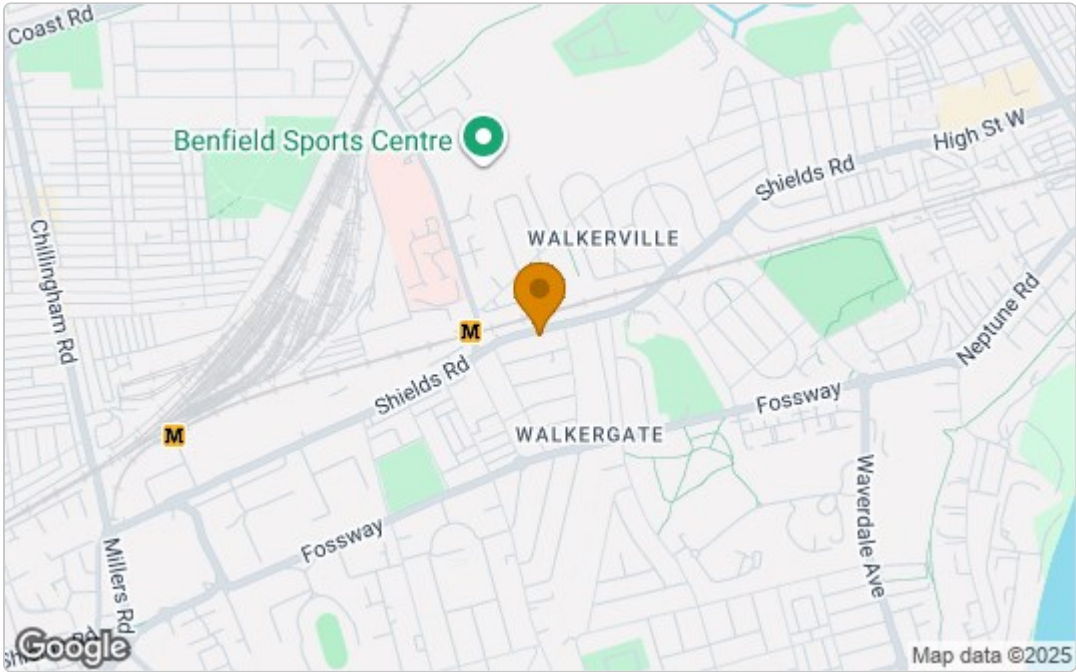 Coast Rd
Benfield Sports Centre
High St W
Shields Rd
WALKERVILLE
Chillingham Rd
M
Neptune Rd
Shields Rd
Fossway
M
WALKERGATE
Waverdale Ave
Fossway
Millers Rd
Google
Map data ©2025